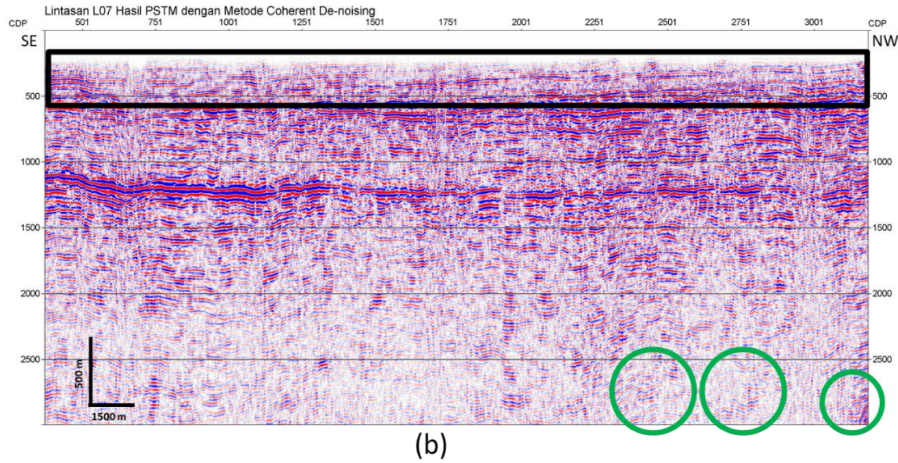 Lintasan L07 Hasil PSTM dengan Metode Coherent De-noising
CDP 501 751 1001 1251 1501 1751 2001 2251 2501 2751 3001 CDP
SE NW
500 500
1000 1000
1500 1500
2000 2000
2500 2500
500 m
1500 m
(b)